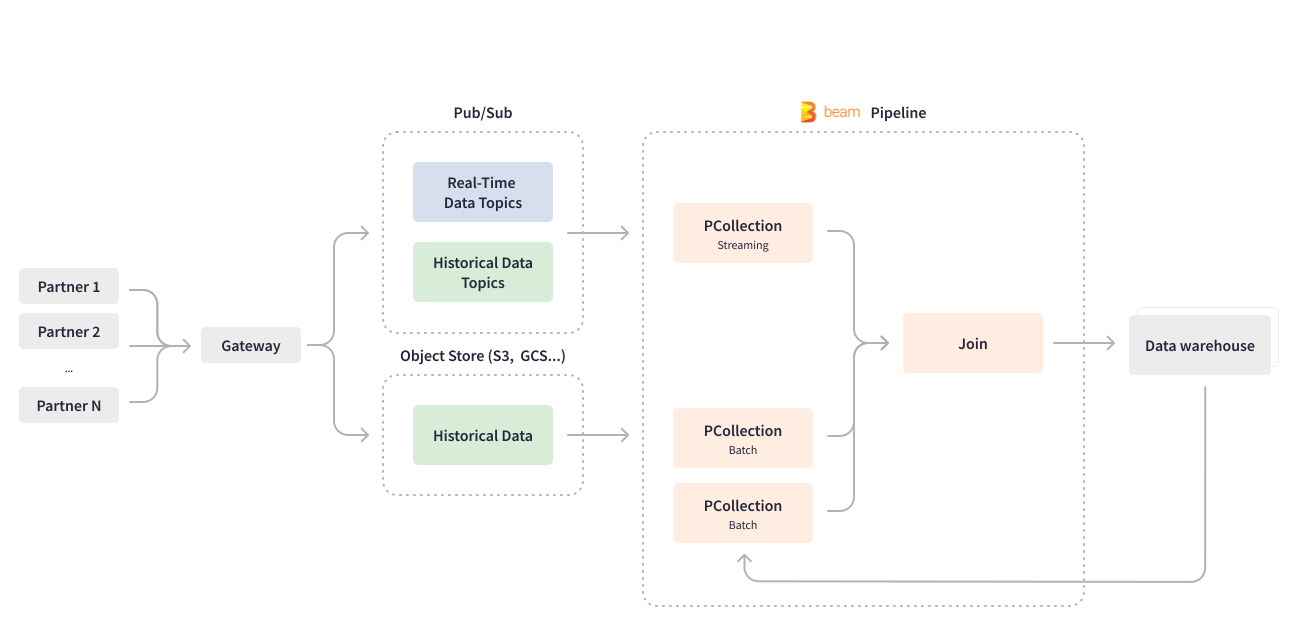 Pub/Sub
beam Pipeline
Real-Time
Data Topics
Historical Data
Topics
PCollection
Streaming
Partner 1
Partner 2
...
Partner N
Gateway
Object Store (S3, GCS...)
Historical Data
PCollection
Batch
PCollection
Batch
Join
Data warehouse